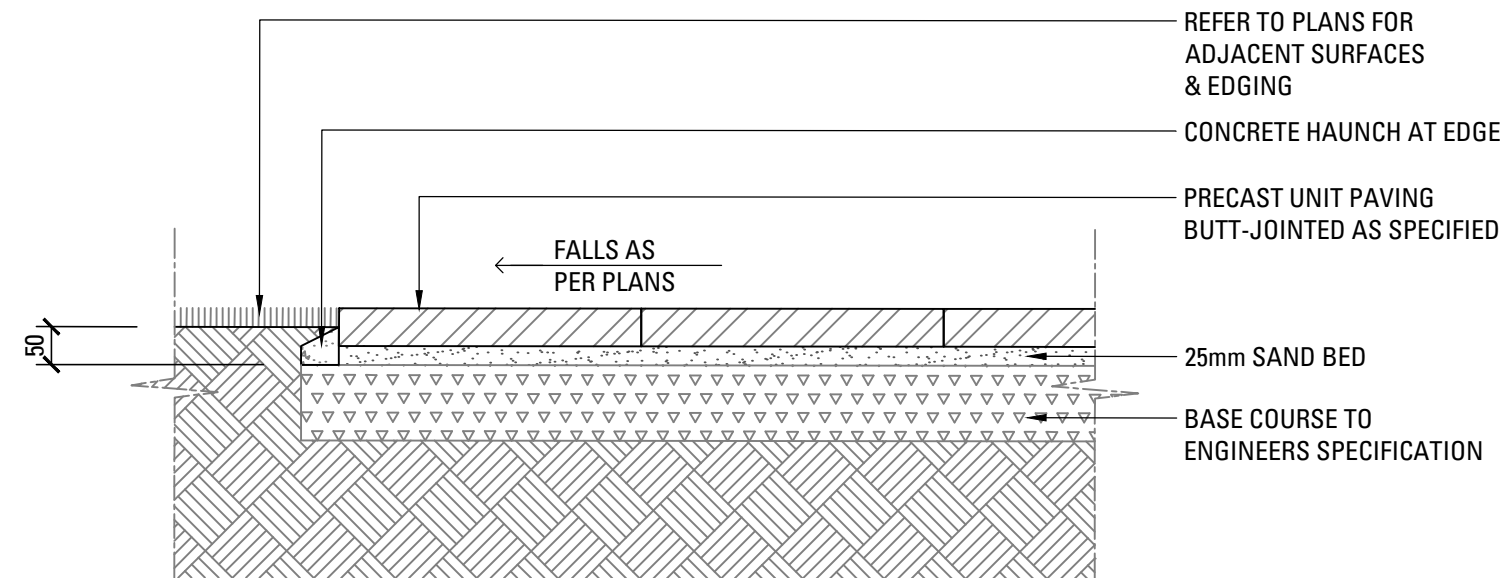 REFER TO PLANS FOR
ADJACENT SURFACES
& EDGING
CONCRETE HAUNCH AT EDGE
PRECAST UNIT PAVING
BUTT-JOINTED AS SPECIFIED
FALLS AS
PER PLANS
50
25mm SAND BED
BASE COURSE TO
ENGINEERS SPECIFICATION